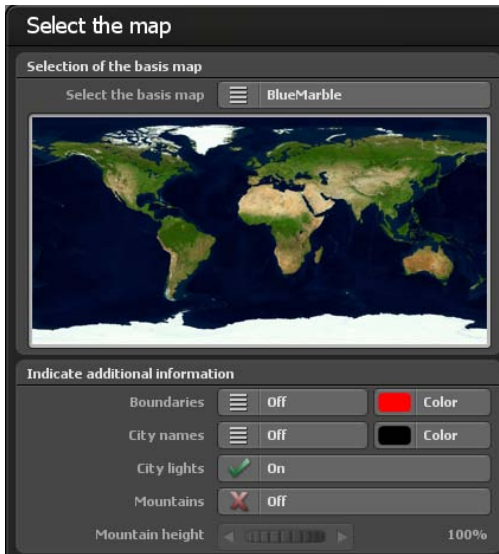 Select the map
Selection of the basis map
Select the basis map BlueMarble
Indicate additional information
Boundaries Off Color
City names Off Color
City lights On
Mountains Off
Mountain height 100%